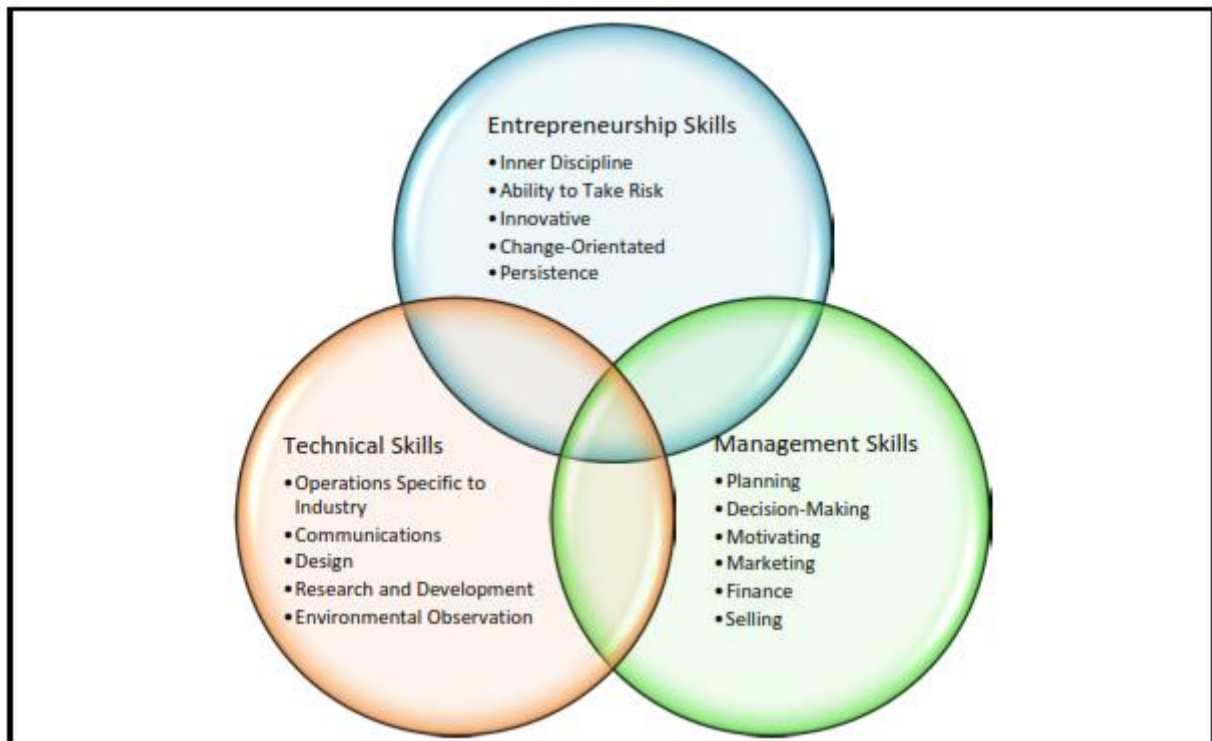 Entrepreneurship Skills
•Inner Discipline
•Ability to Take Risk
•Innovative
•Change-Orientated
•Persistence
Technical Skills
•Operations Specific to
Industry
•Communications
•Design
•Research and Development
•Environmental Observation
Management Skills
•Planning
•Decision-Making
•Motivating
•Marketing
•Finance
•Selling